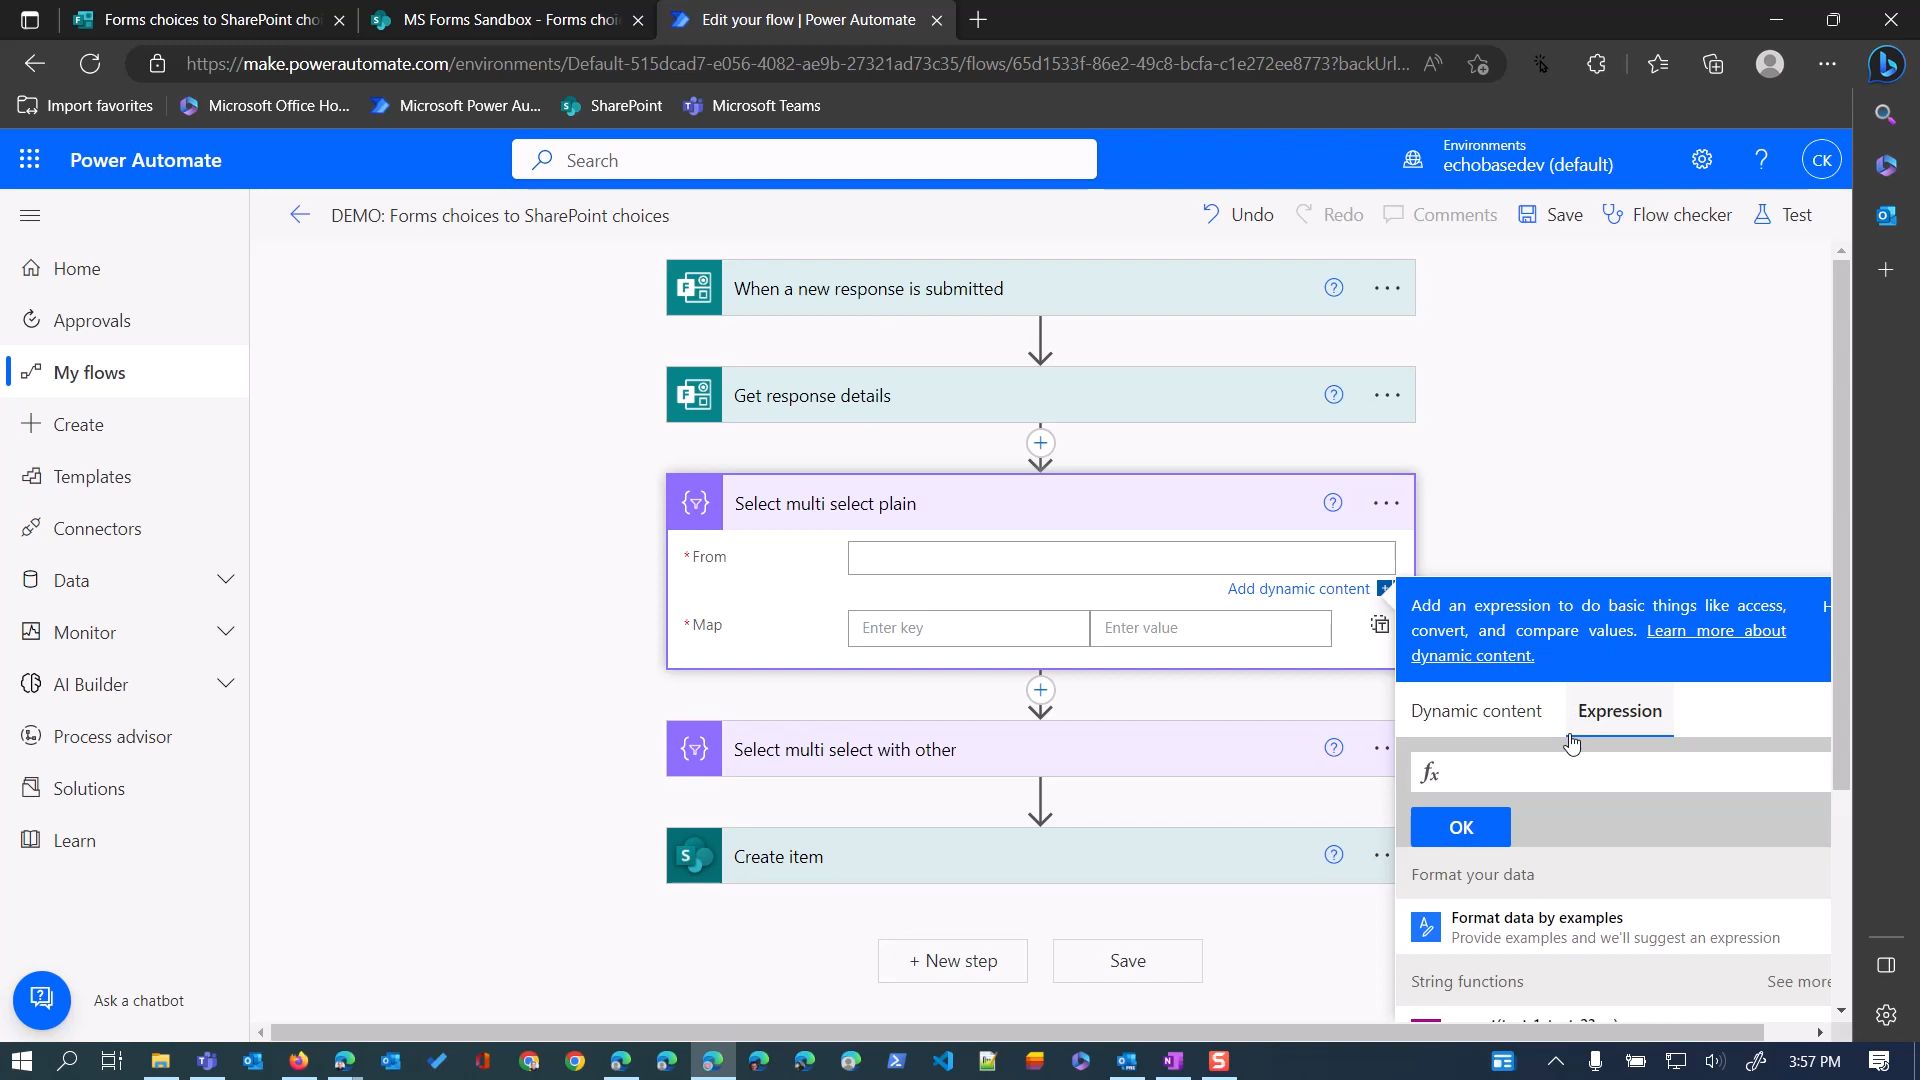 Forms choices to SharePoint cho
MS Forms Sandbox - Forms choi
Edit your flow | Power Automate
https://make.powerautomate.com/environments/Default-515dcad7-e056-4082-ae9b-27321ad73c35/flows/65d1533f-86e2-49c8-bcfa-c1e272ee8773?backUrl...
Import favorites
Microsoft Office Ho...
Microsoft Power Au...
SharePoint
Microsoft Teams
Power Automate
Search
Environments
echobasedev (default)
CK
DEMO: Forms choices to SharePoint choices
Undo
Redo
Comments
Save
Flow checker
Test
Home
Approvals
My flows
Create
Templates
Connectors
Data
Monitor
AI Builder
Process advisor
Solutions
Learn
Ask a chatbot
When a new response is submitted
Get response details
Select multi select plain
* From
Add dynamic content
* Map
Enter key
Enter value
Select multi select with other
Create item
+ New step
Save
Add an expression to do basic things like access,
convert, and compare values. Learn more about
dynamic content.
Dynamic content
Expression
fx
OK
Format your data
Format data by examples
Provide examples and we'll suggest an expression
String functions
See more
3:57 PM